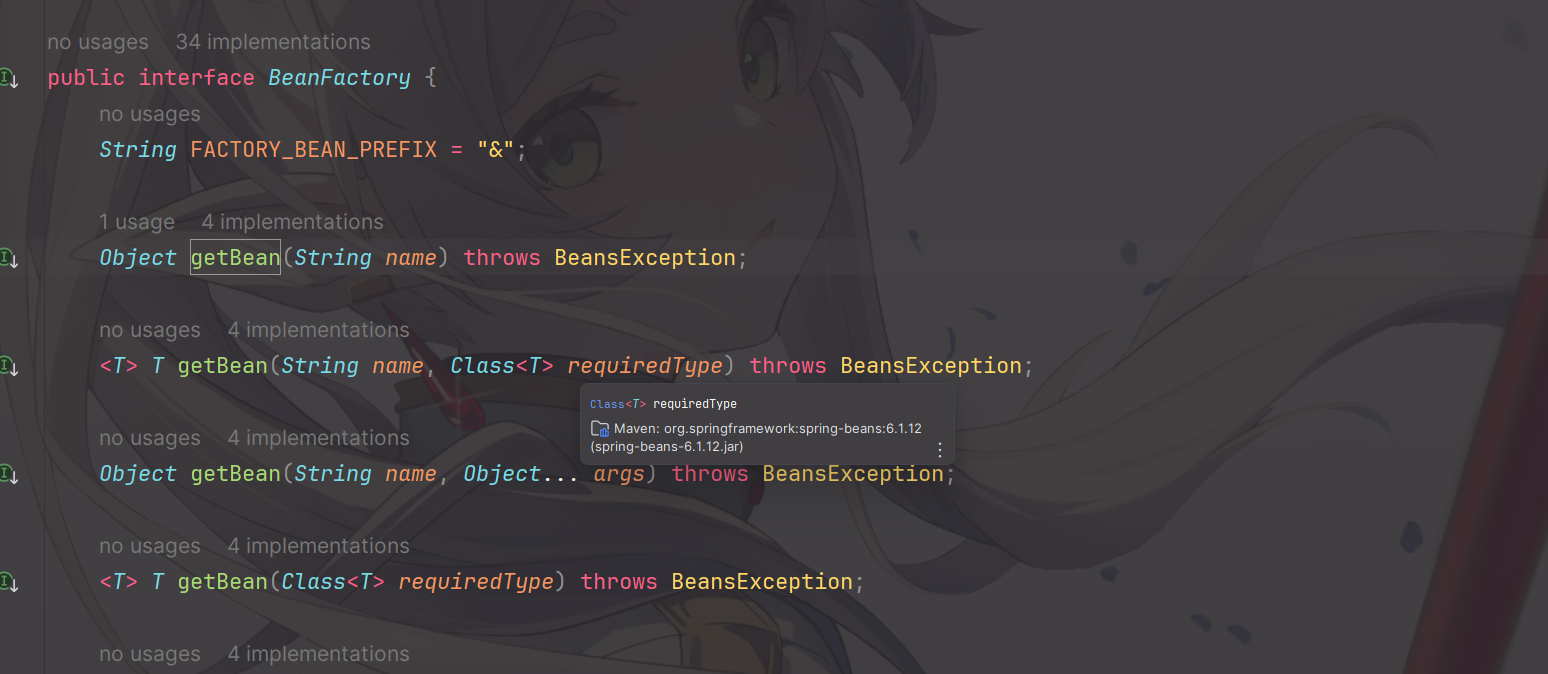 no usages 34 implementations
public interface BeanFactory {
no usages
String FACTORY_BEAN_PREFIX = "&";
1 usage 4 implementations
Object getBean(String name) throws BeansException;
no usages 4 implementations
<T> T getBean(String name, Class<T> requiredType) throws BeansException;
Class<T> requiredType
Maven: org.springframework:spring-beans:6.1.12
(spring-beans-6.1.12.jar)
no usages 4 implementations
Object getBean(String name, Object... args) throws BeansException;
no usages 4 implementations
<T> T getBean(Class<T> requiredType) throws BeansException;
no usages 4 implementations